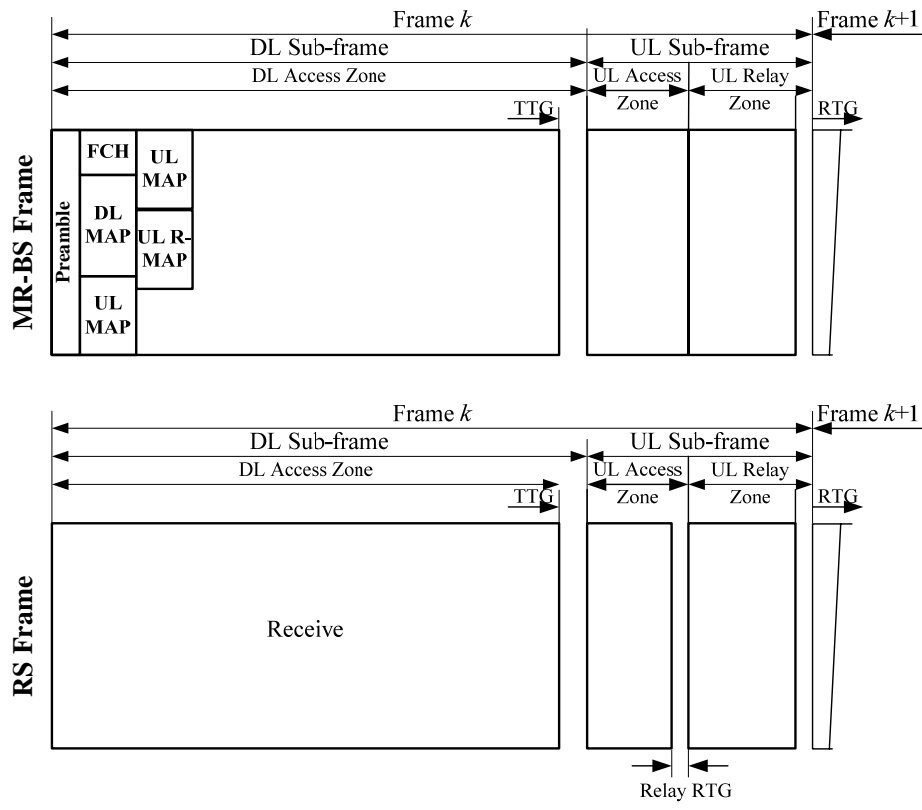 Frame k
Frame k+1
DL Sub-frame
UL Sub-frame
DL Access Zone
UL Access
Zone
UL Relay
Zone
TTG
RTG
MR-BS Frame
Preamble
FCH
DL
MAP
UL
MAP
UL
MAP
UL R-
MAP
Frame k
Frame k+1
DL Sub-frame
UL Sub-frame
DL Access Zone
UL Access
Zone
UL Relay
Zone
TTG
RTG
RS Frame
Receive
Relay RTG